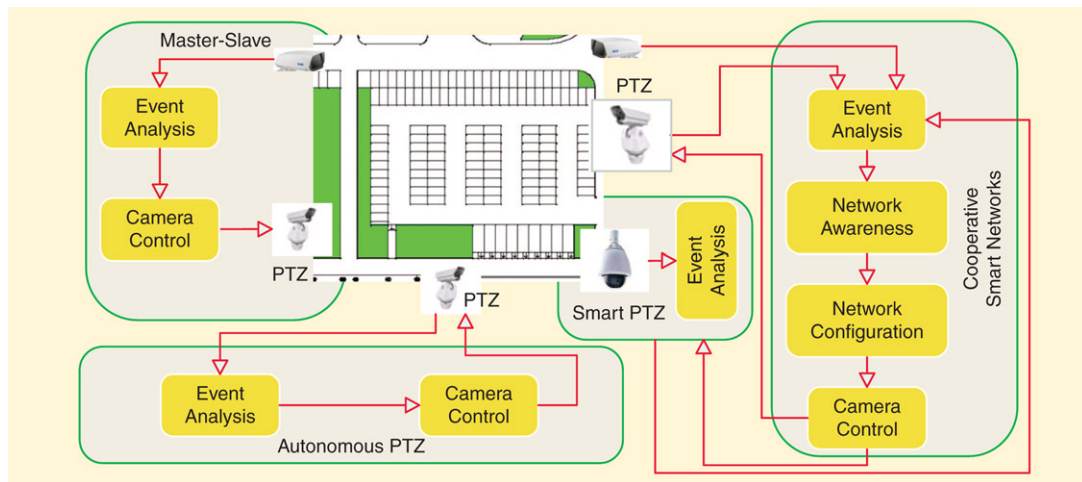 Master-Slave
Event
Analysis
Camera
Control
PTZ
PTZ
Event
Analysis
Camera
Control
Autonomous PTZ
Smart PTZ
Event
Analysis
PTZ
Event
Analysis
Network
Awareness
Network
Configuration
Camera
Control
Cooperative
Smart Networks